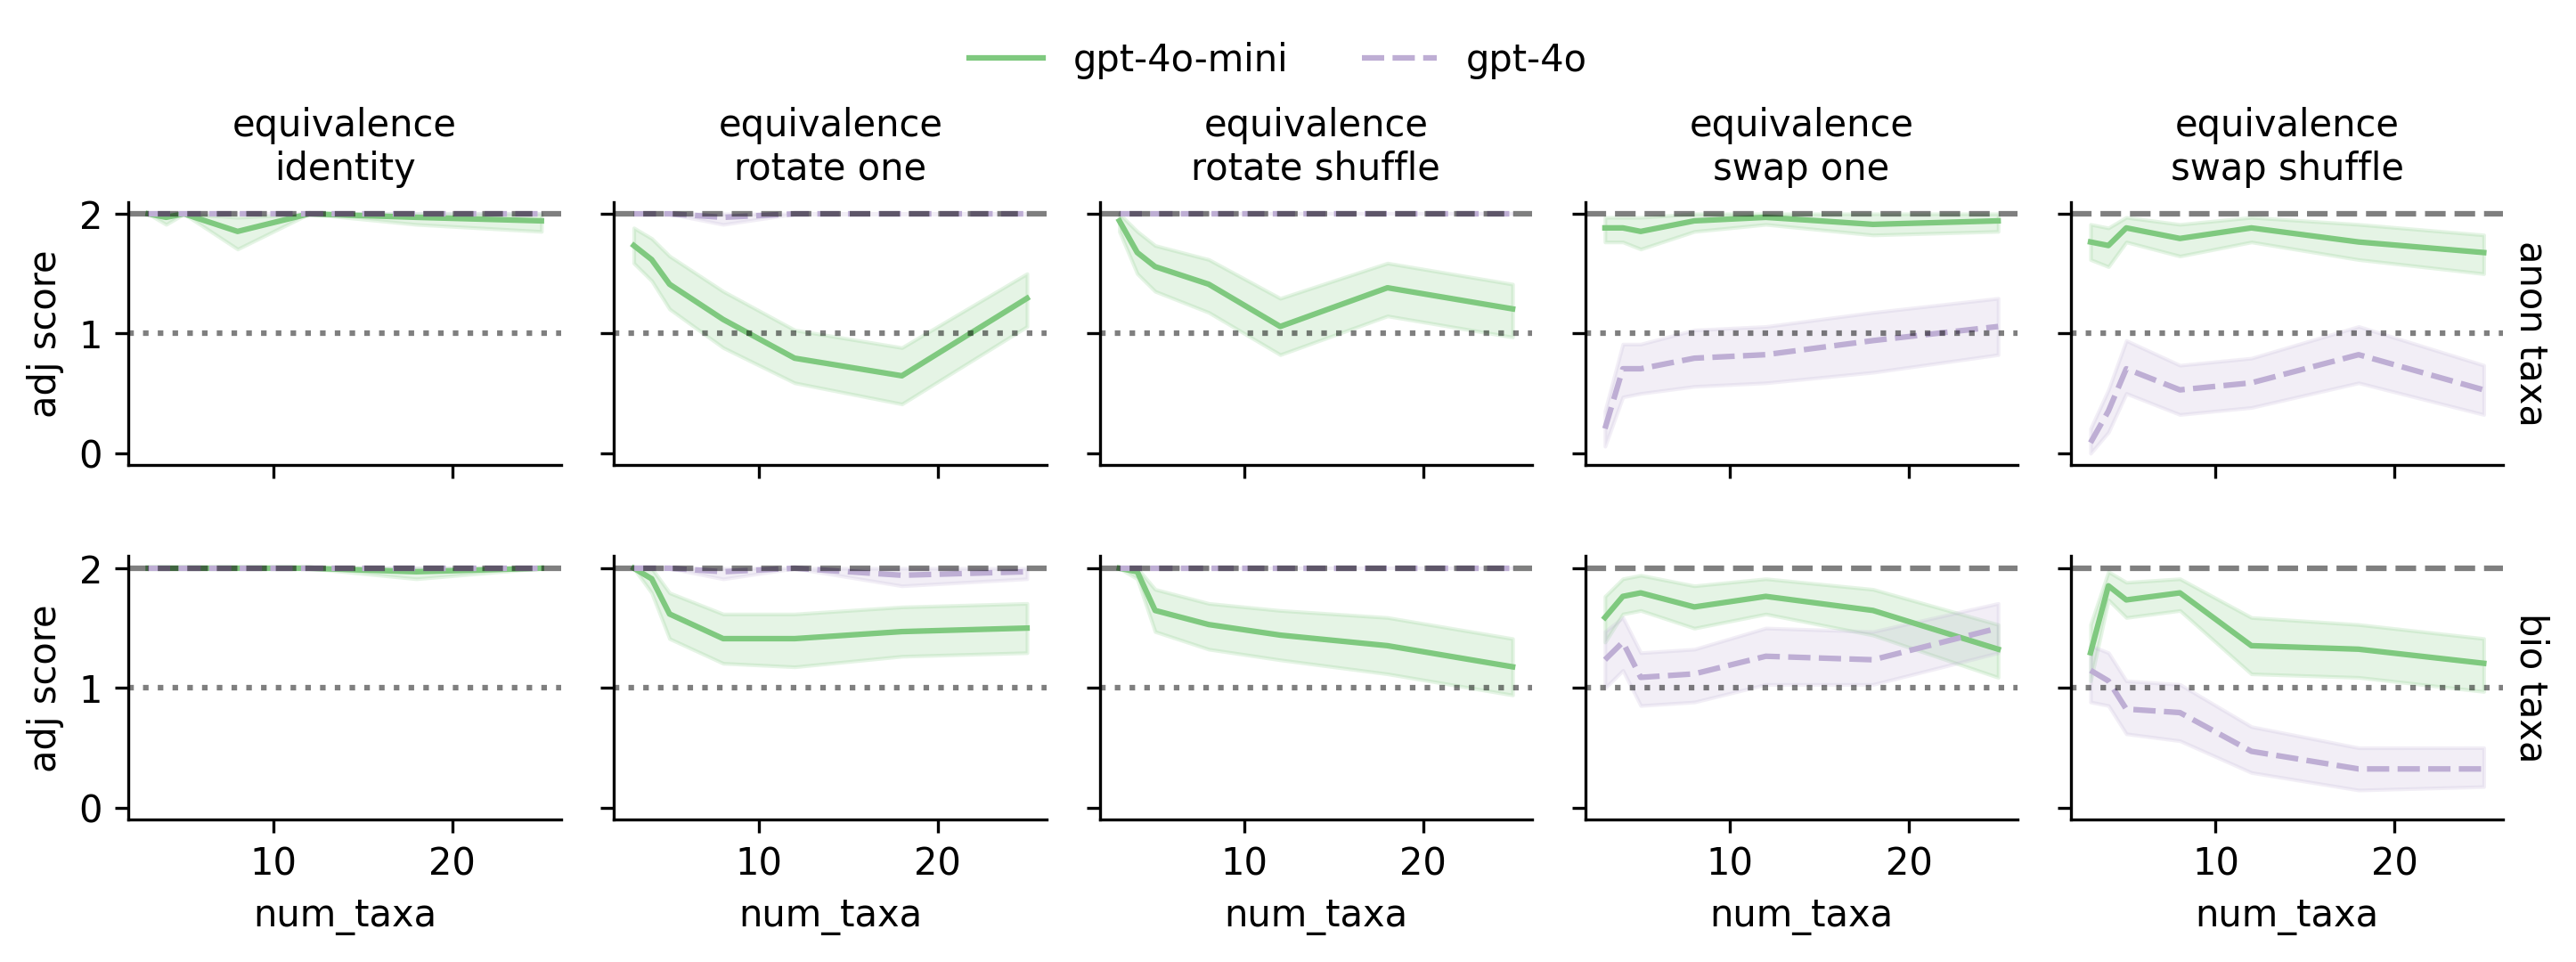 gpt-4o-mini gpt-4o
equivalence identity
equivalence rotate one
equivalence rotate shuffle
equivalence swap one
equivalence swap shuffle
adj score
2
1
0
anon taxa
adj score
2
1
0
bio taxa
10 20 10 20 10 20 10 20 10 20
num_taxa num_taxa num_taxa num_taxa num_taxa